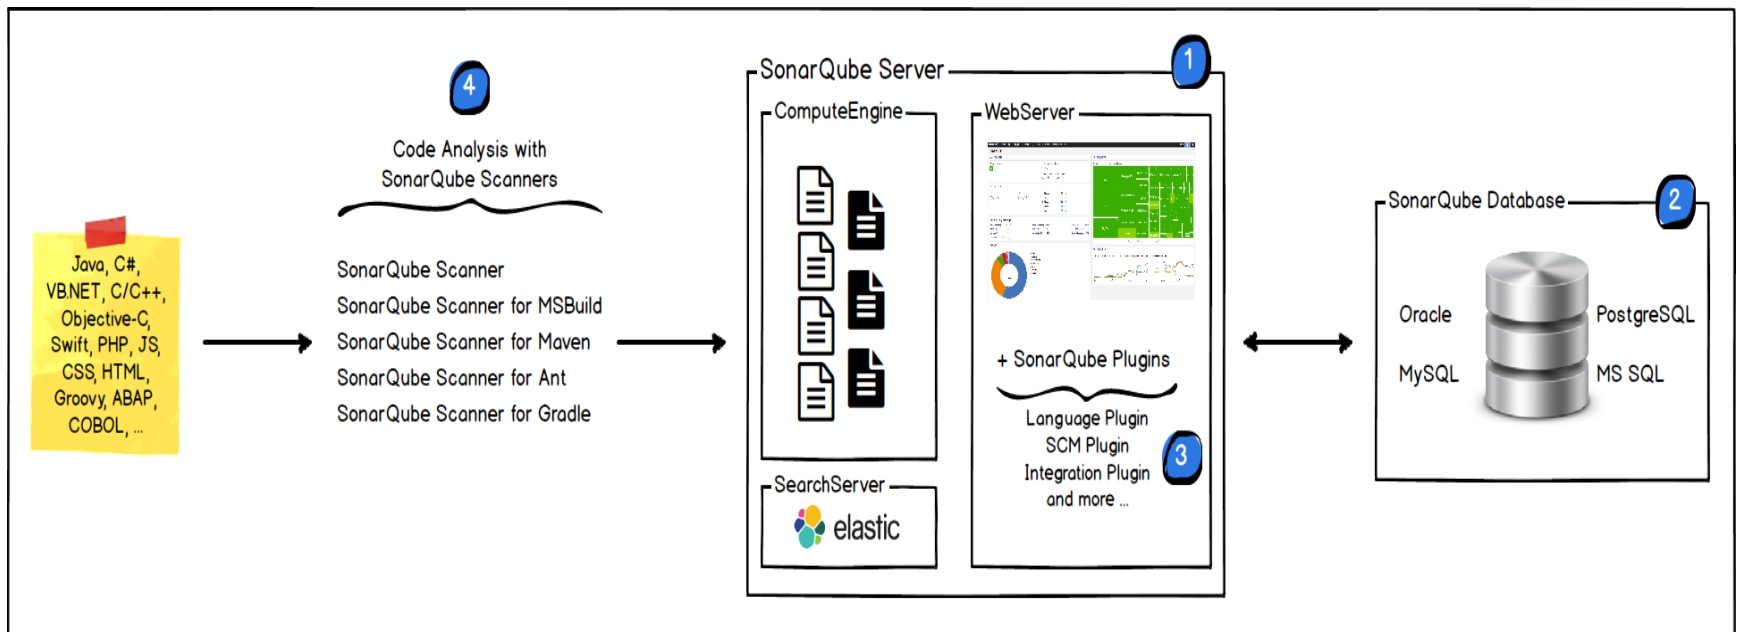 4
Code Analysis with
SonarQube Scanners
Java, C#,
VB.NET, C/C++,
Objective-C,
Swift, PHP, JS,
CSS, HTML,
Groovy, ABAP,
COBOL, ...
SonarQube Scanner
SonarQube Scanner for MSBuild
SonarQube Scanner for Maven
SonarQube Scanner for Ant
SonarQube Scanner for Gradle
1
SonarQube Server
ComputeEngine
SearchServer
elastic
WebServer
+ SonarQube Plugins
Language Plugin
SCM Plugin
Integration Plugin
and more ...
3
2
SonarQube Database
Oracle
PostgreSQL
MySQL
MS SQL